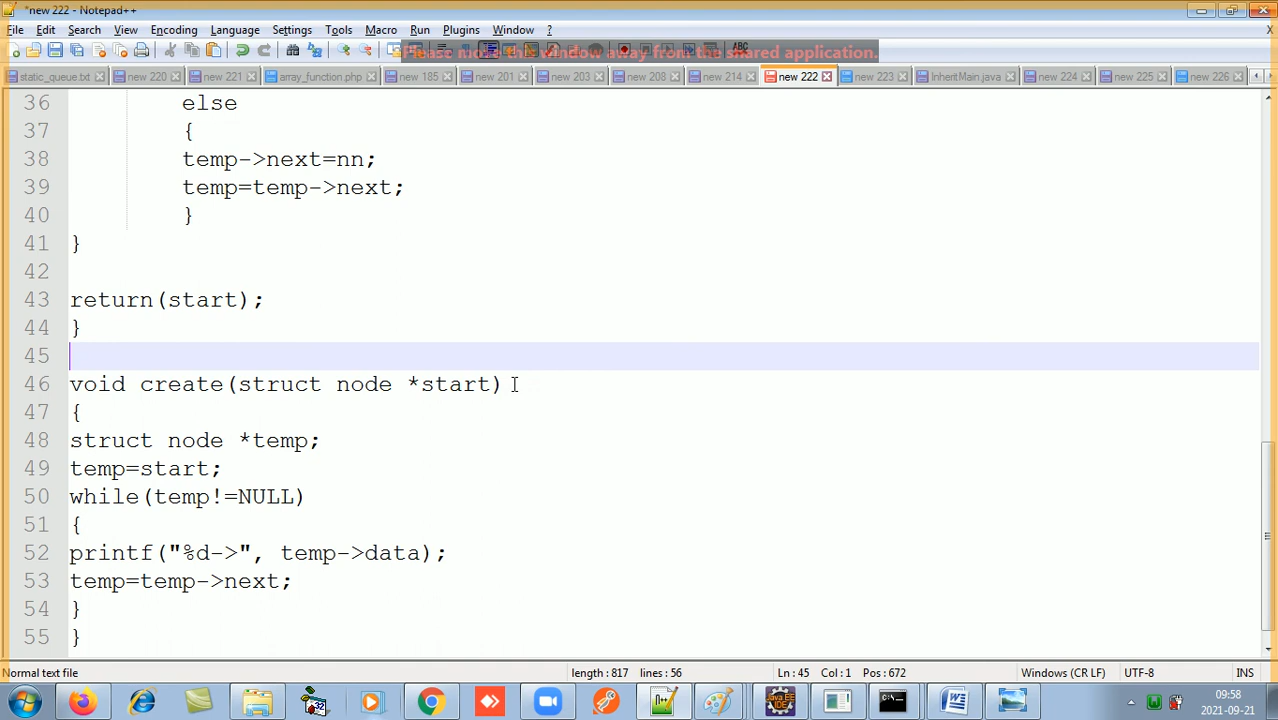 *new 222 - Notepad++
File Edit Search View Encoding Language Settings Tools Macro Run Plugins Window ? X
Please move this window away from the shared application.
static_queue.txt new 220 new 221 array_function.php new 185 new 201 new 203 new 208 new 214 new 222 new 223 InheritMain.java new 224 new 225 new 226
36 else
37 {
38 temp->next=nn;
39 temp=temp->next;
40 }
41 }
42
43 return(start);
44 }
45
46 void create(struct node *start)
47 {
48 struct node *temp;
49 temp=start;
50 while(temp!=NULL)
51 {
52 printf("%d->", temp->data);
53 temp=temp->next;
54 }
55 }
Normal text file length : 817 lines : 56 Ln : 45 Col : 1 Pos : 672 Windows (CR LF) UTF-8 INS
09:58
2021-09-21